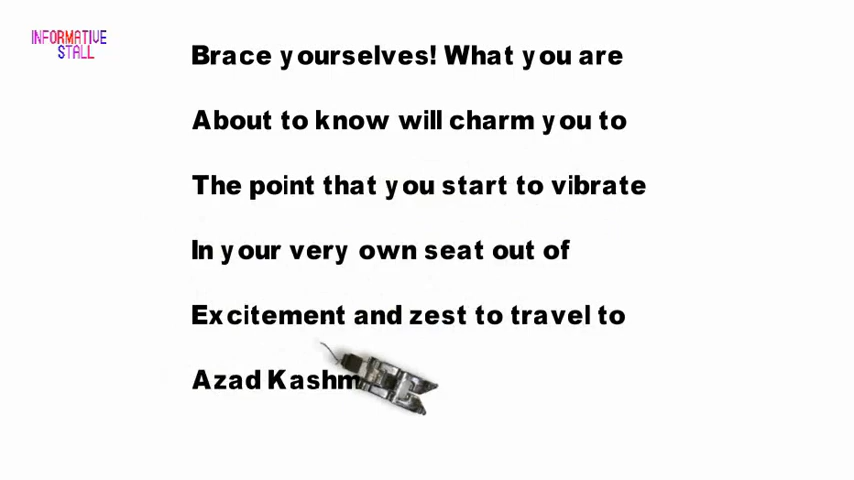 INFORMATIVE
STALL
Brace yourselves! What you are
About to know will charm you to
The point that you start to vibrate
In your very own seat out of
Excitement and zest to travel to
Azad Kashm